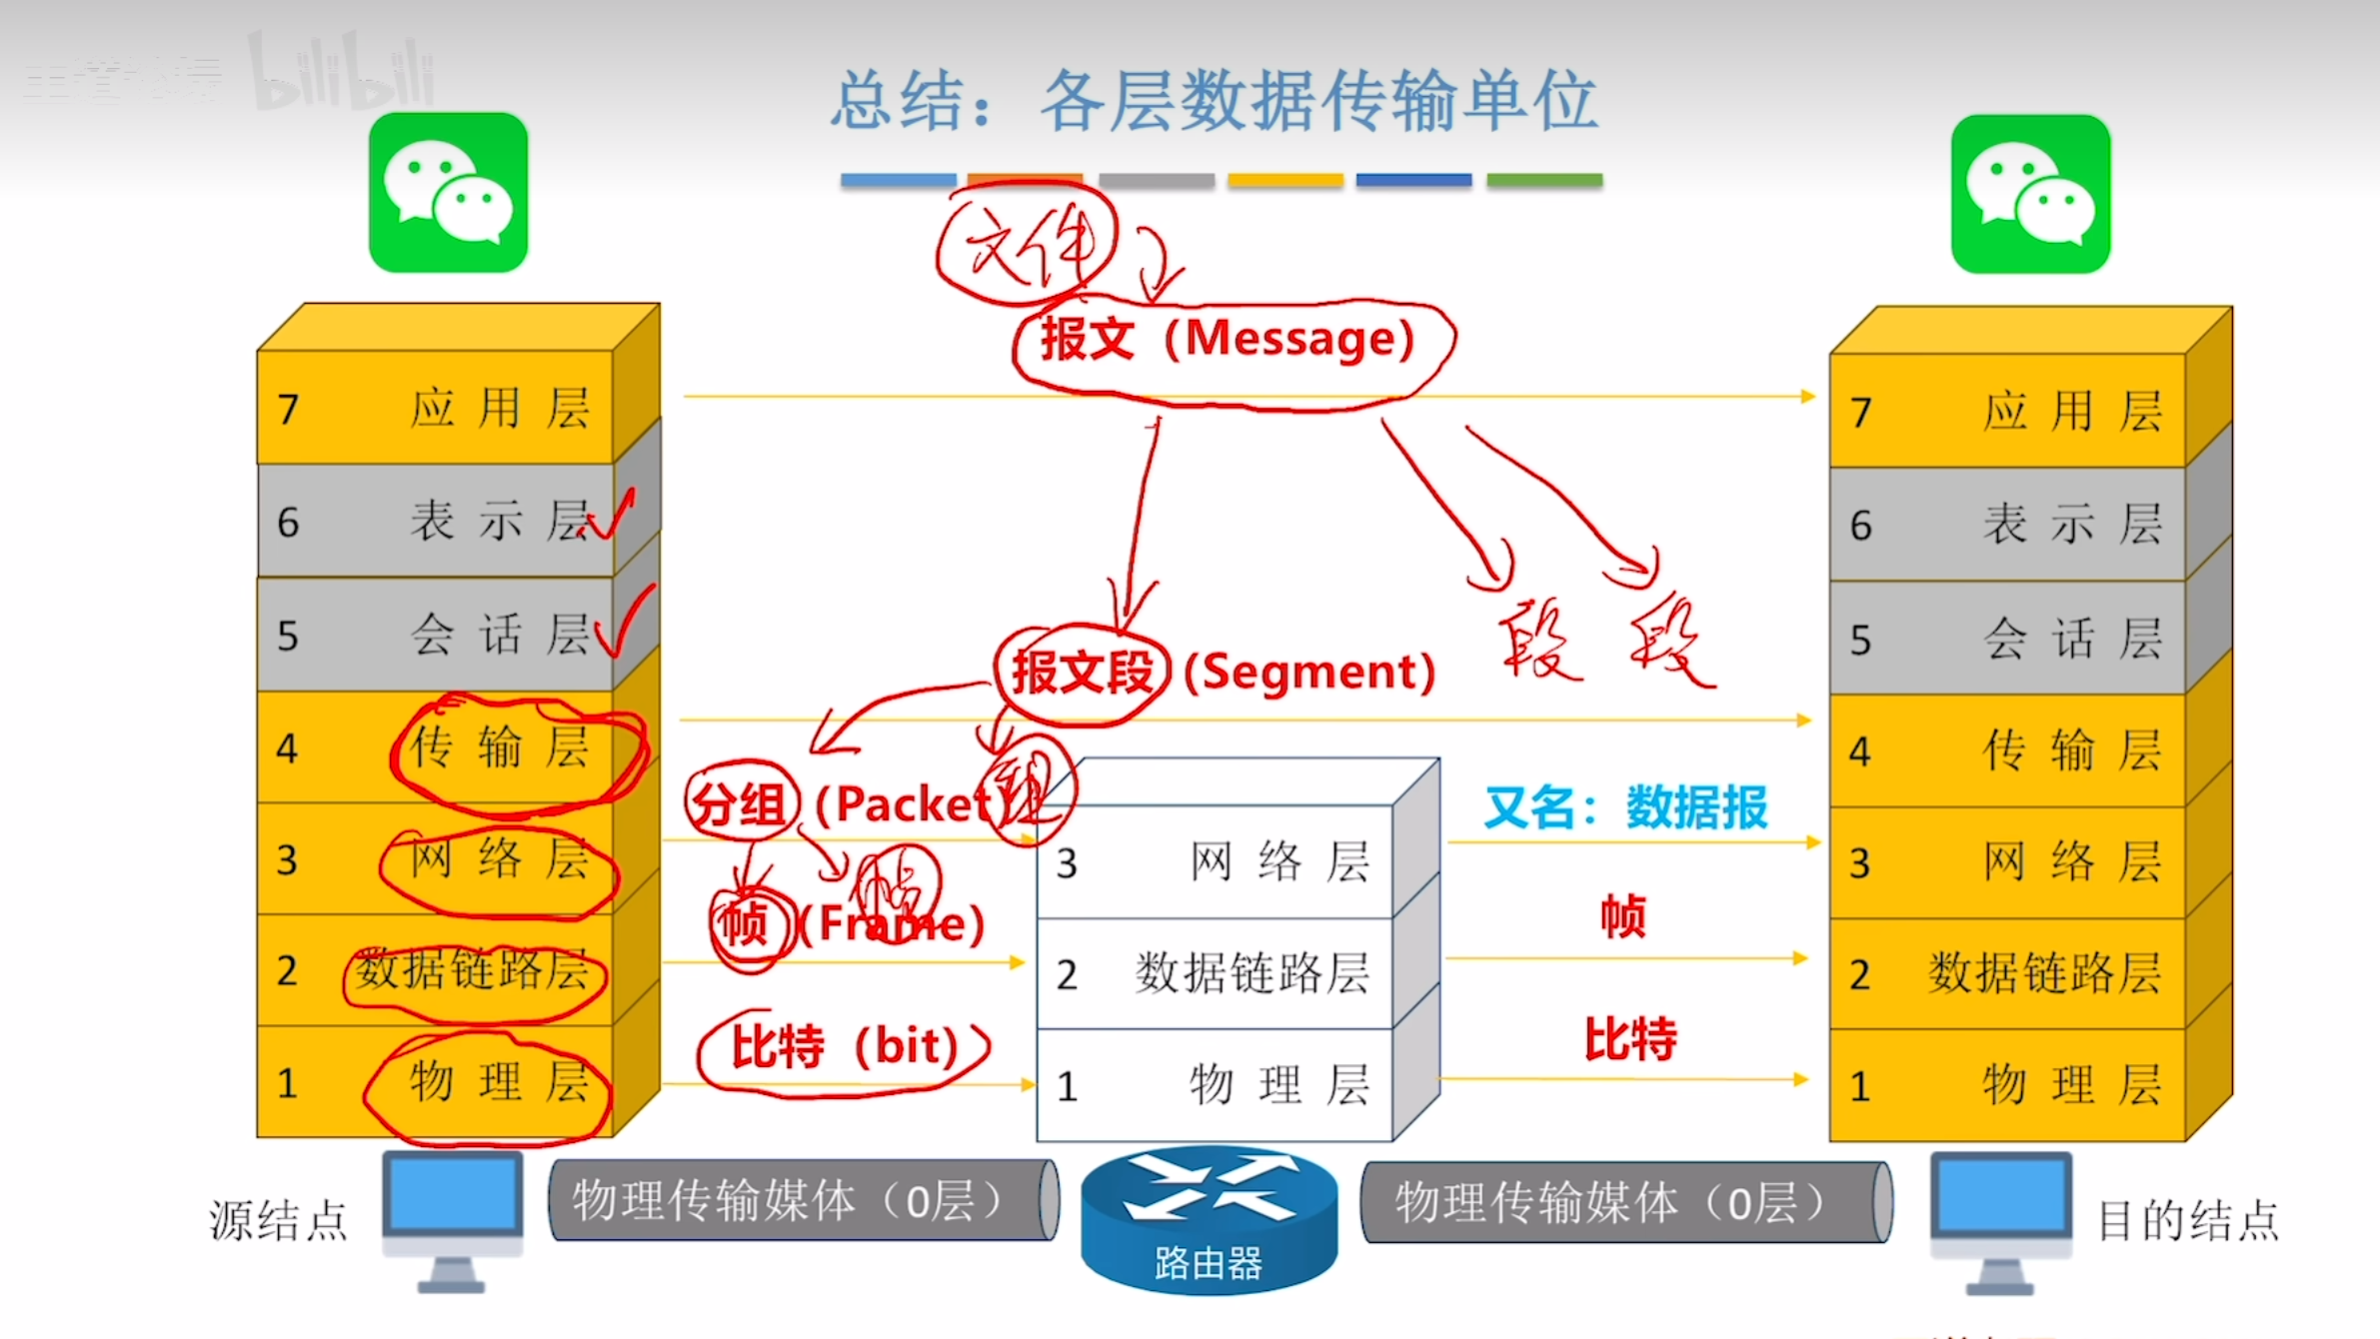 bilibili
总结：各层数据传输单位
文件
报文（Message）
7 应用层
7 应用层
6 表示层
6 表示层
5 会话层
5 会话层
段 段
报文段（Segment）
4 传输层
4 传输层
分组（Packet）
组
又名：数据报
3 网络层
3 网络层
3 网络层
帧（Frame）
帧
帧
2 数据链路层
2 数据链路层
2 数据链路层
比特（bit）
比特
1 物理层
1 物理层
1 物理层
源结点
物理传输媒体（0层）
路由器
物理传输媒体（0层）
目的结点